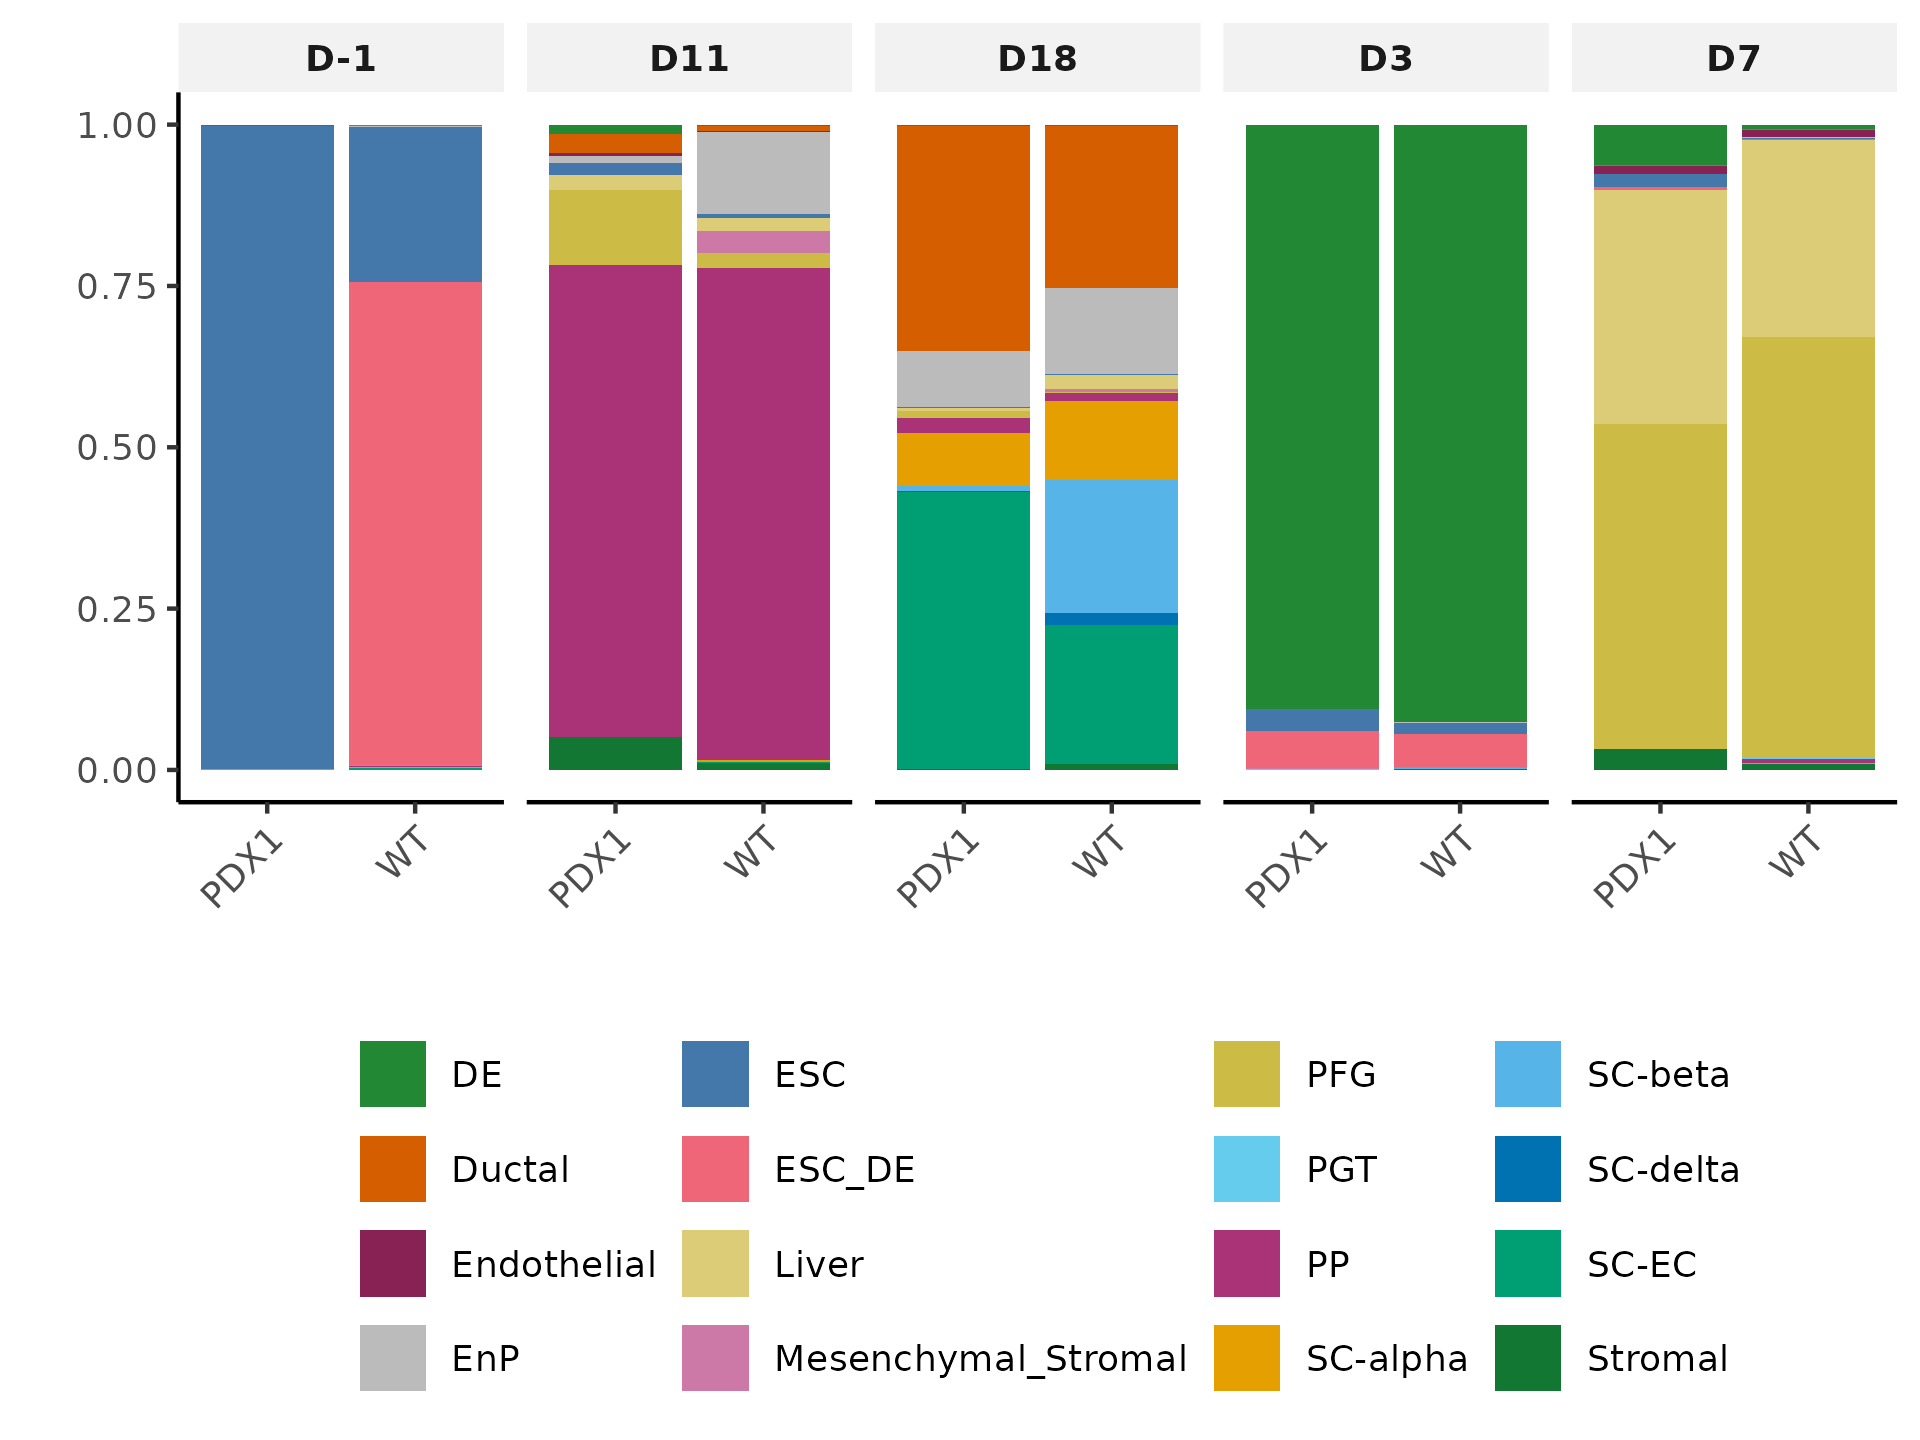 D-1 D11 D18 D3 D7
1.00
0.75
0.50
0.25
0.00
PDX1 WT PDX1 WT PDX1 WT PDX1 WT PDX1 WT
DE ESC PFG SC-beta
Ductal ESC_DE PGT SC-delta
Endothelial Liver PP SC-EC
EnP Mesenchymal_Stromal SC-alpha Stromal